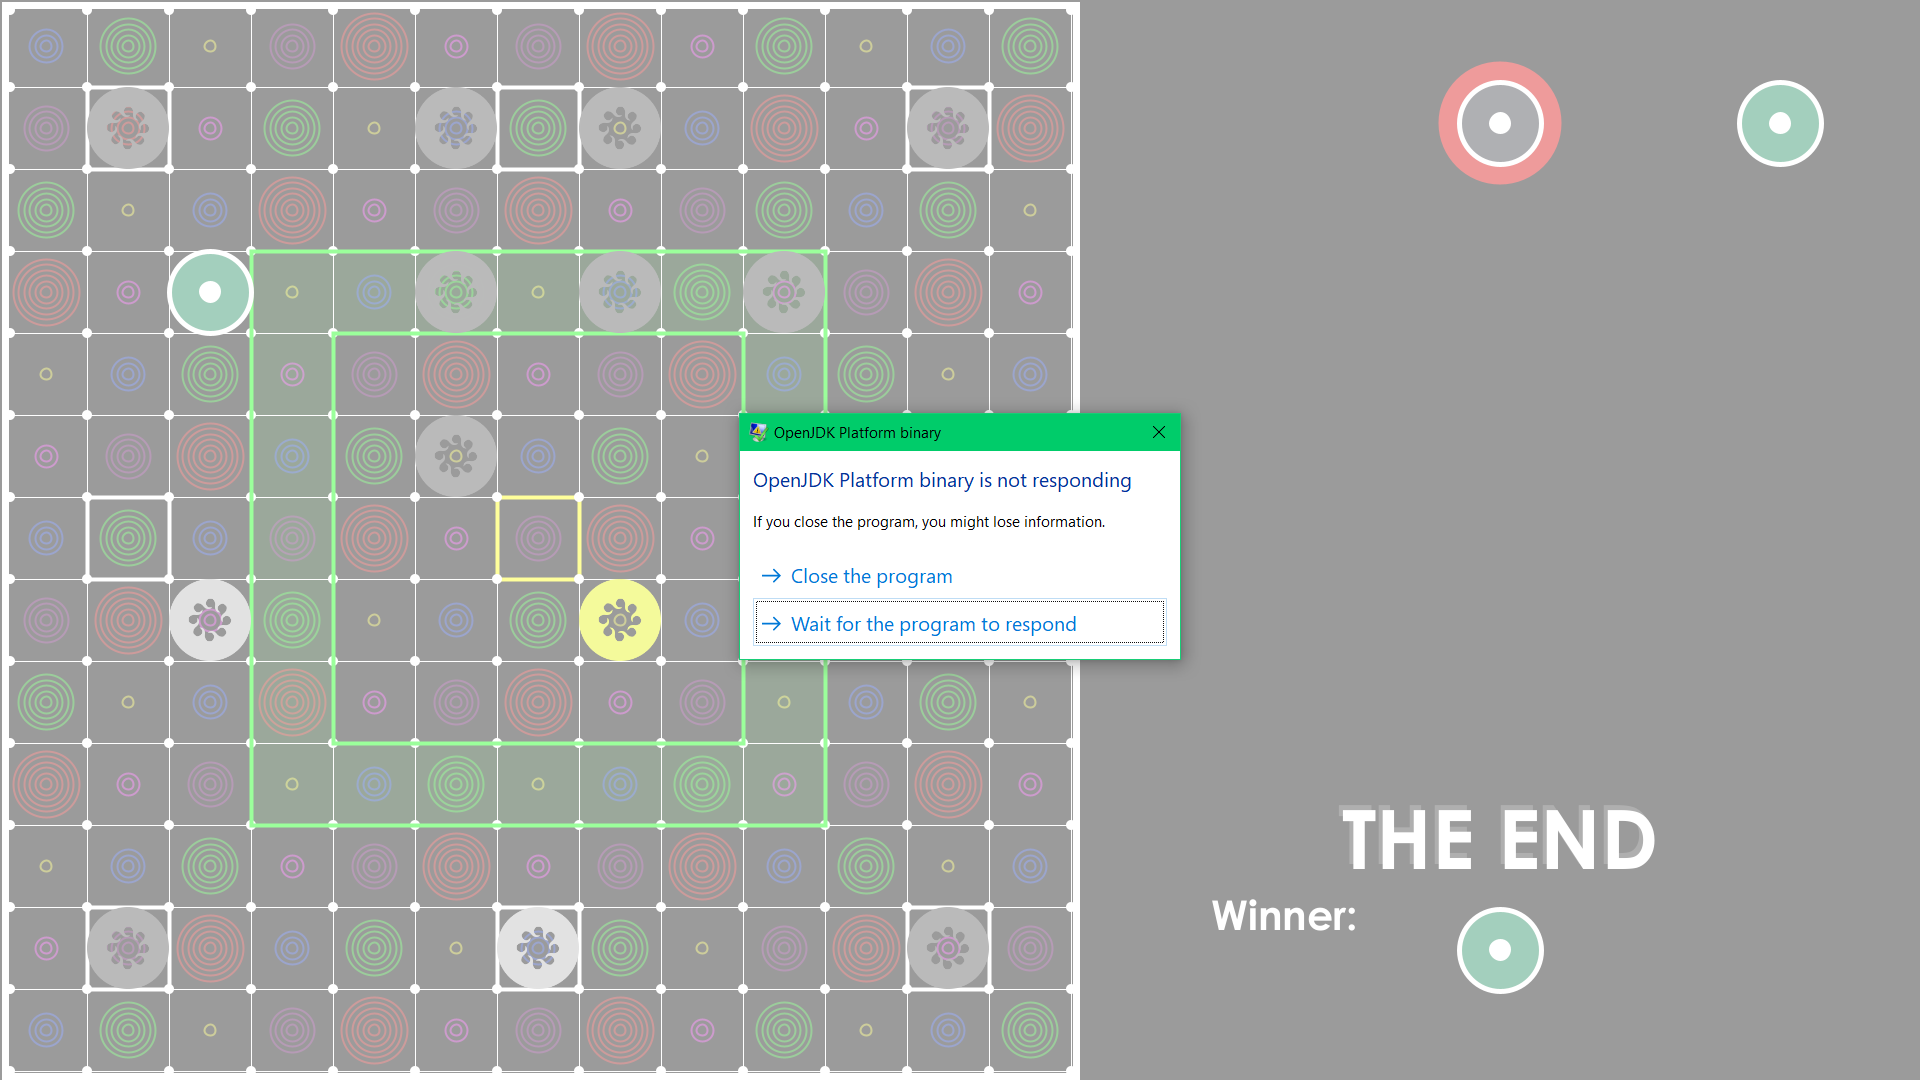 OpenJDK Platform binary
OpenJDK Platform binary is not responding
If you close the program, you might lose information.
Close the program
Wait for the program to respond
THE END
Winner: